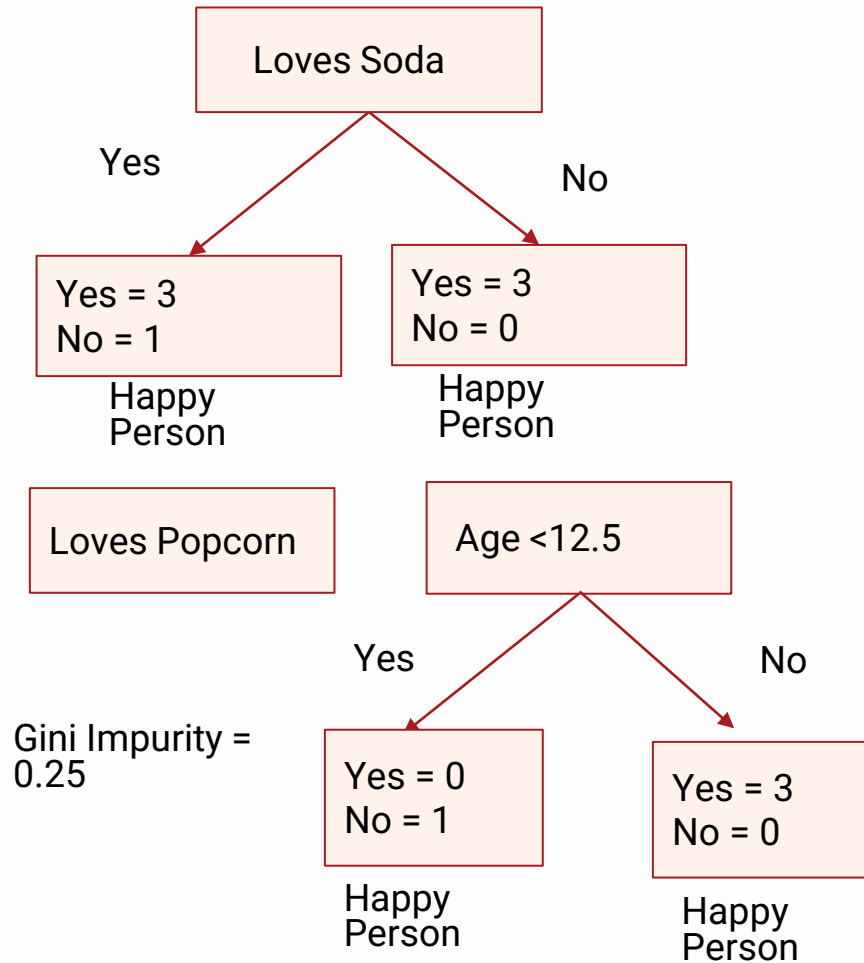 Loves Soda
Yes
No
Yes = 3
No = 1
Yes = 3
No = 0
Happy
Person
Happy
Person
Loves Popcorn
Age <12.5
Yes
No
Gini Impurity =
0.25
Yes = 0
No = 1
Yes = 3
No = 0
Happy
Person
Happy
Person